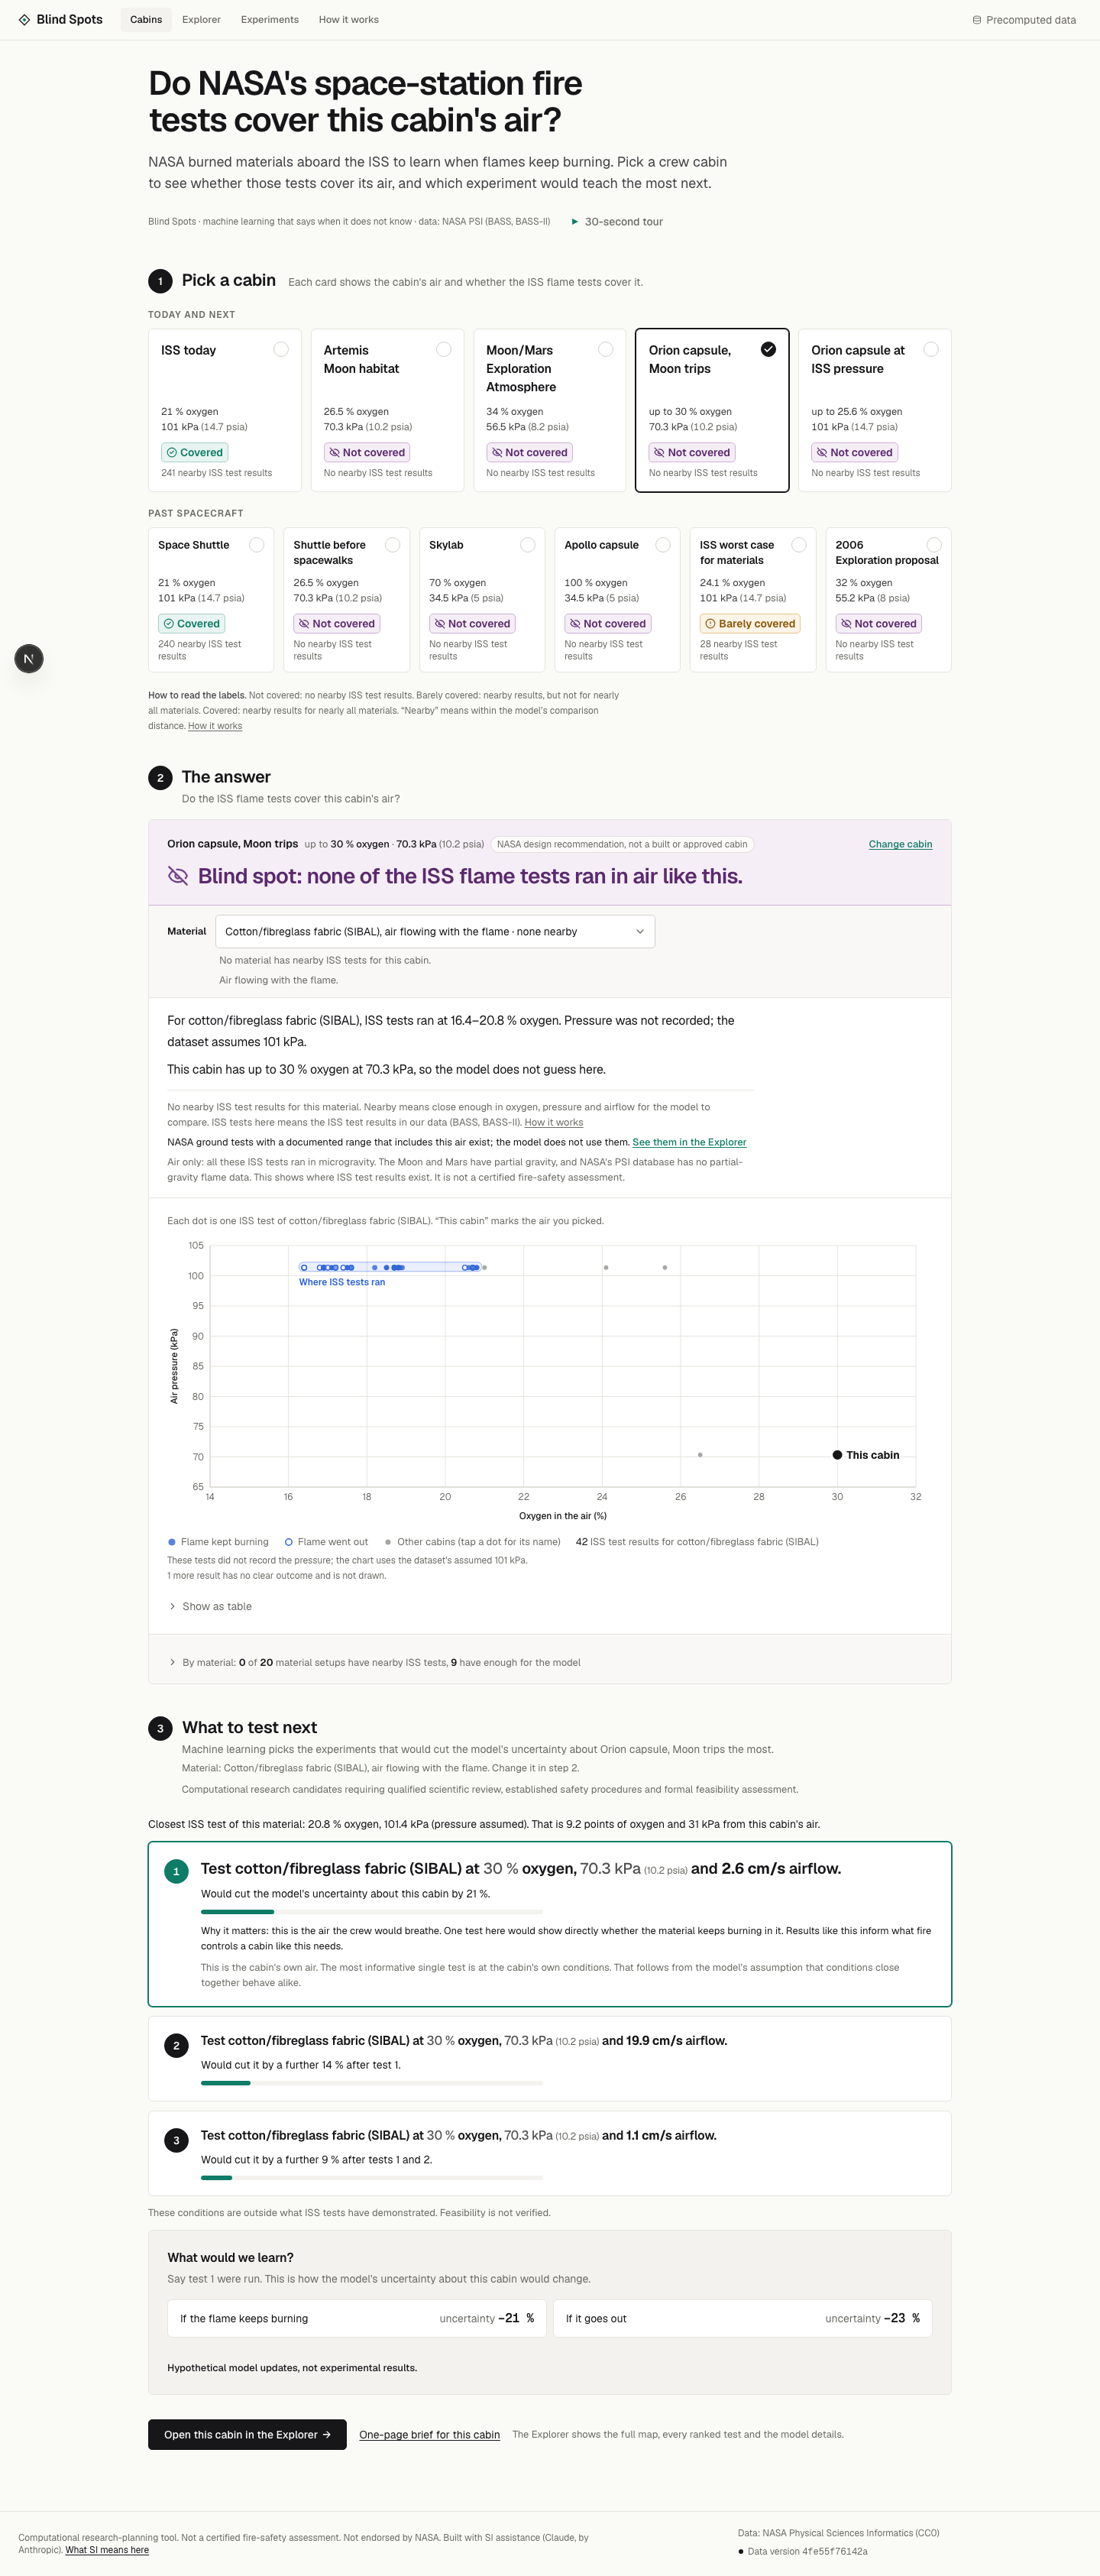 Blind Spots
Cabins
Explorer
Experiments
How it works
Precomputed data
Do NASA's space-station fire
tests cover this cabin's air?
NASA burned materials aboard the ISS to learn when flames keep burning. Pick a crew cabin
to see whether those tests cover its air, and which experiment would teach the most next.
Blind Spots · machine learning that says when it does not know · data: NASA PSI (BASS, BASS-II)
30-second tour
1
Pick a cabin
Each card shows the cabin's air and whether the ISS flame tests cover it.
TODAY AND NEXT
ISS today
21 % oxygen
101 kPa (14.7 psia)
Covered
241 nearby ISS test results
Artemis
Moon habitat
26.5 % oxygen
70.3 kPa (10.2 psia)
Not covered
No nearby ISS test results
Moon/Mars
Exploration
Atmosphere
34 % oxygen
56.5 kPa (8.2 psia)
Not covered
No nearby ISS test results
Orion capsule,
Moon trips
up to 30 % oxygen
70.3 kPa (10.2 psia)
Not covered
No nearby ISS test results
Orion capsule at
ISS pressure
up to 25.6 % oxygen
101 kPa (14.7 psia)
Not covered
No nearby ISS test results
PAST SPACECRAFT
Space Shuttle
21 % oxygen
101 kPa (14.7 psia)
Covered
240 nearby ISS test
results
Shuttle before
spacewalks
26.5 % oxygen
70.3 kPa (10.2 psia)
Not covered
No nearby ISS test
results
Skylab
70 % oxygen
34.5 kPa (5 psia)
Not covered
No nearby ISS test
results
Apollo capsule
100 % oxygen
34.5 kPa (5 psia)
Not covered
No nearby ISS test
results
ISS worst case
for materials
24.1 % oxygen
101 kPa (14.7 psia)
Barely covered
28 nearby ISS test
results
2006
Exploration proposal
32 % oxygen
55.2 kPa (8 psia)
Not covered
No nearby ISS test
results
N
How to read the labels. Not covered: no nearby ISS test results. Barely covered: nearby results, but not for nearly
all materials. Covered: nearby results for nearly all materials. “Nearby” means within the model's comparison
distance. How it works
2
The answer
Do the ISS flame tests cover this cabin's air?
Orion capsule, Moon trips up to 30 % oxygen · 70.3 kPa (10.2 psia) NASA design recommendation, not a built or approved cabin
Change cabin
Blind spot: none of the ISS flame tests ran in air like this.
Material
Cotton/fibreglass fabric (SIBAL), air flowing with the flame · none nearby
No material has nearby ISS tests for this cabin.
Air flowing with the flame.
For cotton/fibreglass fabric (SIBAL), ISS tests ran at 16.4–20.8 % oxygen. Pressure was not recorded; the
dataset assumes 101 kPa.
This cabin has up to 30 % oxygen at 70.3 kPa, so the model does not guess here.
No nearby ISS test results for this material. Nearby means close enough in oxygen, pressure and airflow for the model to
compare. ISS tests here means the ISS test results in our data (BASS, BASS-II). How it works
NASA ground tests with a documented range that includes this air exist; the model does not use them. See them in the Explorer
Air only: all these ISS tests ran in microgravity. The Moon and Mars have partial gravity, and NASA's PSI database has no partial-
gravity flame data. This shows where ISS test results exist. It is not a certified fire-safety assessment.
Each dot is one ISS test of cotton/fibreglass fabric (SIBAL). “This cabin” marks the air you picked.
105
100
95
90
85
80
75
70
65
Air pressure (kPa)
Where ISS tests ran
This cabin
14 16 18 20 22 24 26 28 30 32
Oxygen in the air (%)
Flame kept burning
Flame went out
Other cabins (tap a dot for its name)
42 ISS test results for cotton/fibreglass fabric (SIBAL)
These tests did not record the pressure; the chart uses the dataset's assumed 101 kPa.
1 more result has no clear outcome and is not drawn.
Show as table
By material: 0 of 20 material setups have nearby ISS tests, 9 have enough for the model
3
What to test next
Machine learning picks the experiments that would cut the model's uncertainty about Orion capsule, Moon trips the most.
Material: Cotton/fibreglass fabric (SIBAL), air flowing with the flame. Change it in step 2.
Computational research candidates requiring qualified scientific review, established safety procedures and formal feasibility assessment.
Closest ISS test of this material: 20.8 % oxygen, 101.4 kPa (pressure assumed). That is 9.2 points of oxygen and 31 kPa from this cabin's air.
1
Test cotton/fibreglass fabric (SIBAL) at 30 % oxygen, 70.3 kPa (10.2 psia) and 2.6 cm/s airflow.
Would cut the model's uncertainty about this cabin by 21 %.
Why it matters: this is the air the crew would breathe. One test here would show directly whether the material keeps burning in it. Results like this inform what fire
controls a cabin like this needs.
This is the cabin's own air. The most informative single test is at the cabin's own conditions. That follows from the model's assumption that conditions close
together behave alike.
2
Test cotton/fibreglass fabric (SIBAL) at 30 % oxygen, 70.3 kPa (10.2 psia) and 19.9 cm/s airflow.
Would cut it by a further 14 % after test 1.
3
Test cotton/fibreglass fabric (SIBAL) at 30 % oxygen, 70.3 kPa (10.2 psia) and 1.1 cm/s airflow.
Would cut it by a further 9 % after tests 1 and 2.
These conditions are outside what ISS tests have demonstrated. Feasibility is not verified.
What would we learn?
Say test 1 were run. This is how the model's uncertainty about this cabin would change.
If the flame keeps burning
uncertainty −21 %
If it goes out
uncertainty −23 %
Hypothetical model updates, not experimental results.
Open this cabin in the Explorer →
One-page brief for this cabin
The Explorer shows the full map, every ranked test and the model details.
Computational research-planning tool. Not a certified fire-safety assessment. Not endorsed by NASA. Built with SI assistance (Claude, by
Anthropic). What SI means here
Data: NASA Physical Sciences Informatics (CC0)
Data version 4fe55f76142a